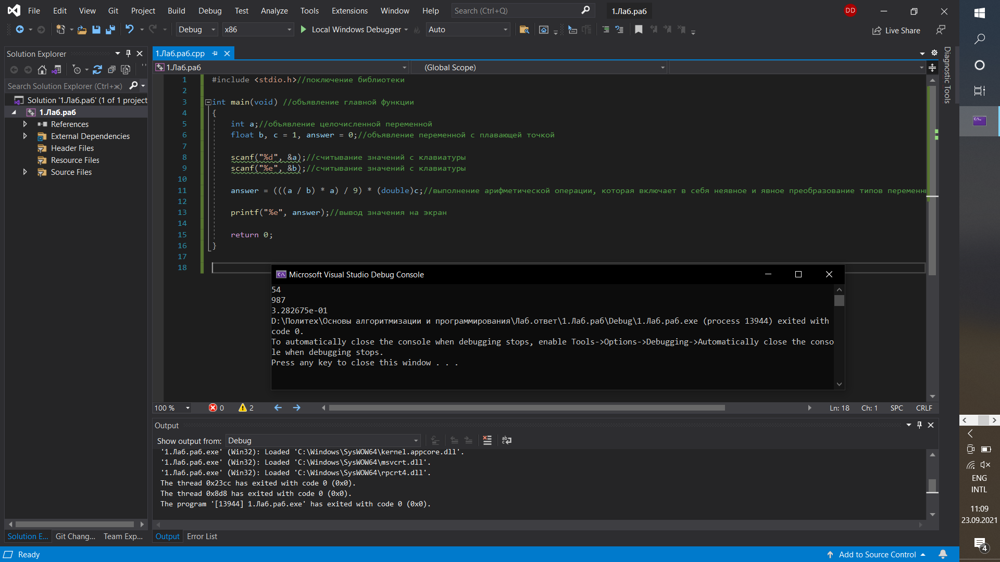 File Edit View Git Project Build Debug Test Analyze Tools Extensions Window Help Search (Ctrl+Q) 1.Лаб.раб DD
Debug x86 Local Windows Debugger Auto Live Share
Solution Explorer
Search Solution Explorer (Ctrl+ж)
Solution '1.Лаб.раб' (1 of 1 project
1.Лаб.раб
References
External Dependencies
Header Files
Resource Files
Source Files
Solution E... Git Chang... Team Exp...
1.Лаб.раб.cpp
1.Лаб.раб (Global Scope)
1 #include <stdio.h>//поключение библиотеки
2
3 int main(void) //объявление главной функции
4 {
5 int a;//объявление целочисленной переменной
6 float b, c = 1, answer = 0;//объявление переменной с плавающей точкой
7
8 scanf("%d", &a);//считывание значений с клавиатуры
9 scanf("%e", &b);//считывание значений с клавиатуры
10
11 answer = (((a / b) * a) / 9) * (double)c;//выполнение арифметической операции, которая включает в себя неявное и явное преобразование типов переменн
12
13 printf("%e", answer);//вывод значения на экран
14
15 return 0;
16 }
17
18
Microsoft Visual Studio Debug Console
54
987
3.282675e-01
D:\Политех\Основы алгоритмизации и программирования\Лаб.ответ\1.Лаб.раб\Debug\1.Лаб.раб.exe (process 13944) exited with
code 0.
To automatically close the console when debugging stops, enable Tools->Options->Debugging->Automatically close the conso
le when debugging stops.
Press any key to close this window . . .
100 % 0 2 Ln: 18 Ch: 1 SPC CRLF
Output
Show output from: Debug
'1.Лаб.раб.exe' (Win32): Loaded 'C:\Windows\SysWOW64\kernel.appcore.dll'.
'1.Лаб.раб.exe' (Win32): Loaded 'C:\Windows\SysWOW64\msvcrt.dll'.
'1.Лаб.раб.exe' (Win32): Loaded 'C:\Windows\SysWOW64\rpcrt4.dll'.
The thread 0x23cc has exited with code 0 (0x0).
The thread 0x8d8 has exited with code 0 (0x0).
The program '[13944] 1.Лаб.раб.exe' has exited with code 0 (0x0).
Output Error List
Ready Add to Source Control
Diagnostic Tools
ENG
INTL
11:09
23.09.2021
4